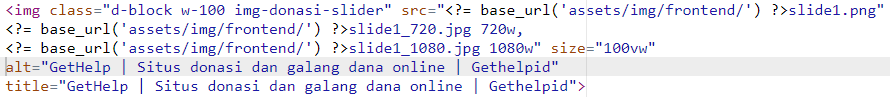 <img class="d-block w-100 img-donasi-slider" src="<?= base_url('assets/img/frontend/') ?>slide1.png"
<?= base_url('assets/img/frontend/') ?>slide1_720.jpg 720w,
<?= base_url('assets/img/frontend/') ?>slide1_1080.jpg 1080w" size="100vw"
alt="GetHelp | Situs donasi dan galang dana online | Gethelpid"
title="GetHelp | Situs donasi dan galang dana online | Gethelpid">